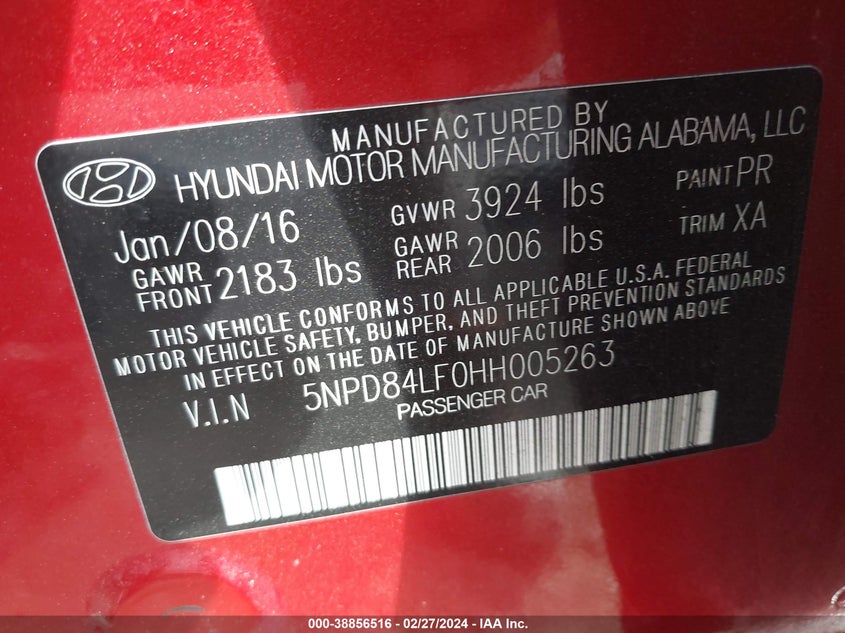 MANUFACTURED BY
HYUNDAI MOTOR MANUFACTURING ALABAMA, LLC
Jan/08/16 GVWR 3924 lbs PAINT PR
GAWR FRONT 2183 lbs GAWR REAR 2006 lbs TRIM XA
THIS VEHICLE CONFORMS TO ALL APPLICABLE U.S.A. FEDERAL
MOTOR VEHICLE SAFETY, BUMPER, AND THEFT PREVENTION STANDARDS
IN EFFECT ON THE DATE OF MANUFACTURE SHOWN ABOVE
V.I.N 5NPD84LF0HH005263
PASSENGER CAR
000-38856516 - 02/27/2024 - IAA Inc.